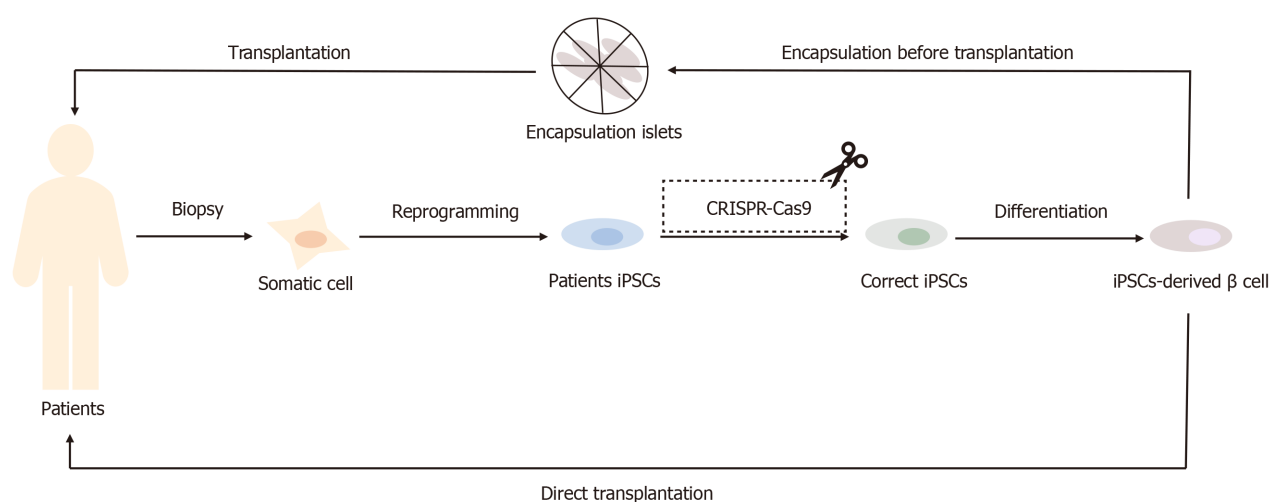 Transplantation
Encapsulation before transplantation
Encapsulation islets
Biopsy
Reprogramming
CRISPR-Cas9
Differentiation
Somatic cell
Patients iPSCs
Correct iPSCs
iPSCs-derived β cell
Patients
Direct transplantation